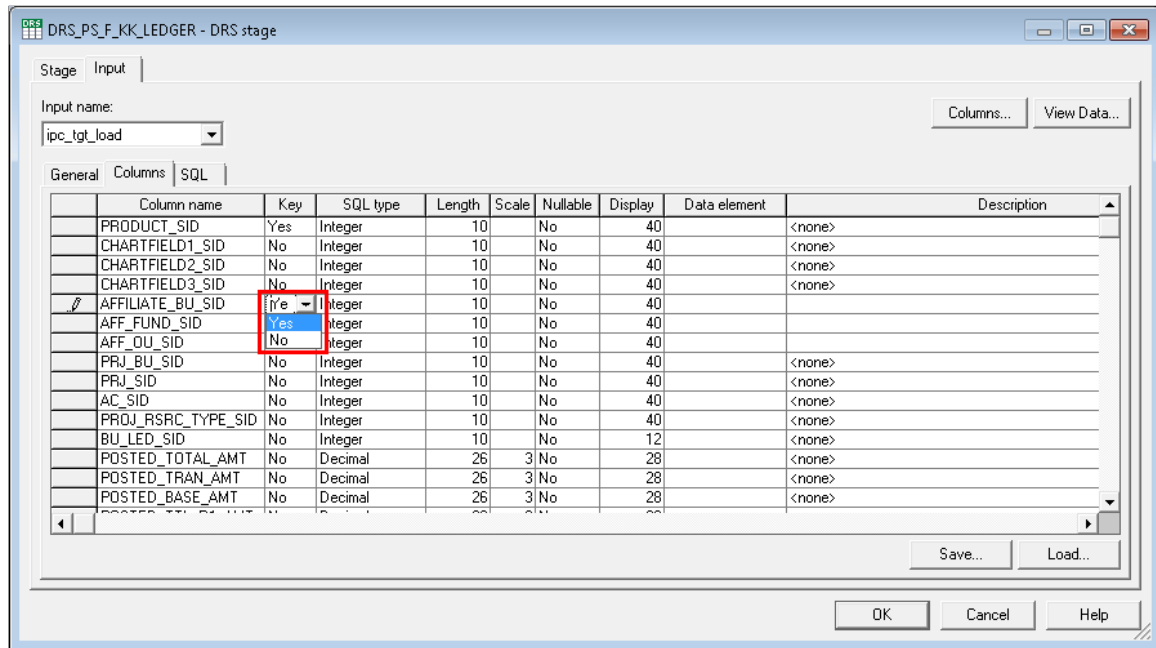 DRS_PS_F_KK_LEDGER - DRS stage
Stage Input
Input name:
ipc_tgt_load
Columns... View Data...
General Columns SQL
Column name Key SQL type Length Scale Nullable Display Data element Description
PRODUCT_SID Yes Integer 10 No 40 <none>
CHARTFIELD1_SID No Integer 10 No 40 <none>
CHARTFIELD2_SID No Integer 10 No 40 <none>
CHARTFIELD3_SID No Integer 10 No 40 <none>
AFFILIATE_BU_SID Ye Integer 10 No 40
AFF_FUND_SID Yes nteger 10 No 40
AFF_OU_SID No nteger 10 No 40
PRJ_BU_SID No Integer 10 No 40 <none>
PRJ_SID No Integer 10 No 40 <none>
AC_SID No Integer 10 No 40 <none>
PROJ_RSRC_TYPE_SID No Integer 10 No 40 <none>
BU_LED_SID No Integer 10 No 12 <none>
POSTED_TOTAL_AMT No Decimal 26 3 No 28 <none>
POSTED_TRAN_AMT No Decimal 26 3 No 28 <none>
POSTED_BASE_AMT No Decimal 26 3 No 28 <none>
Save... Load...
OK Cancel Help